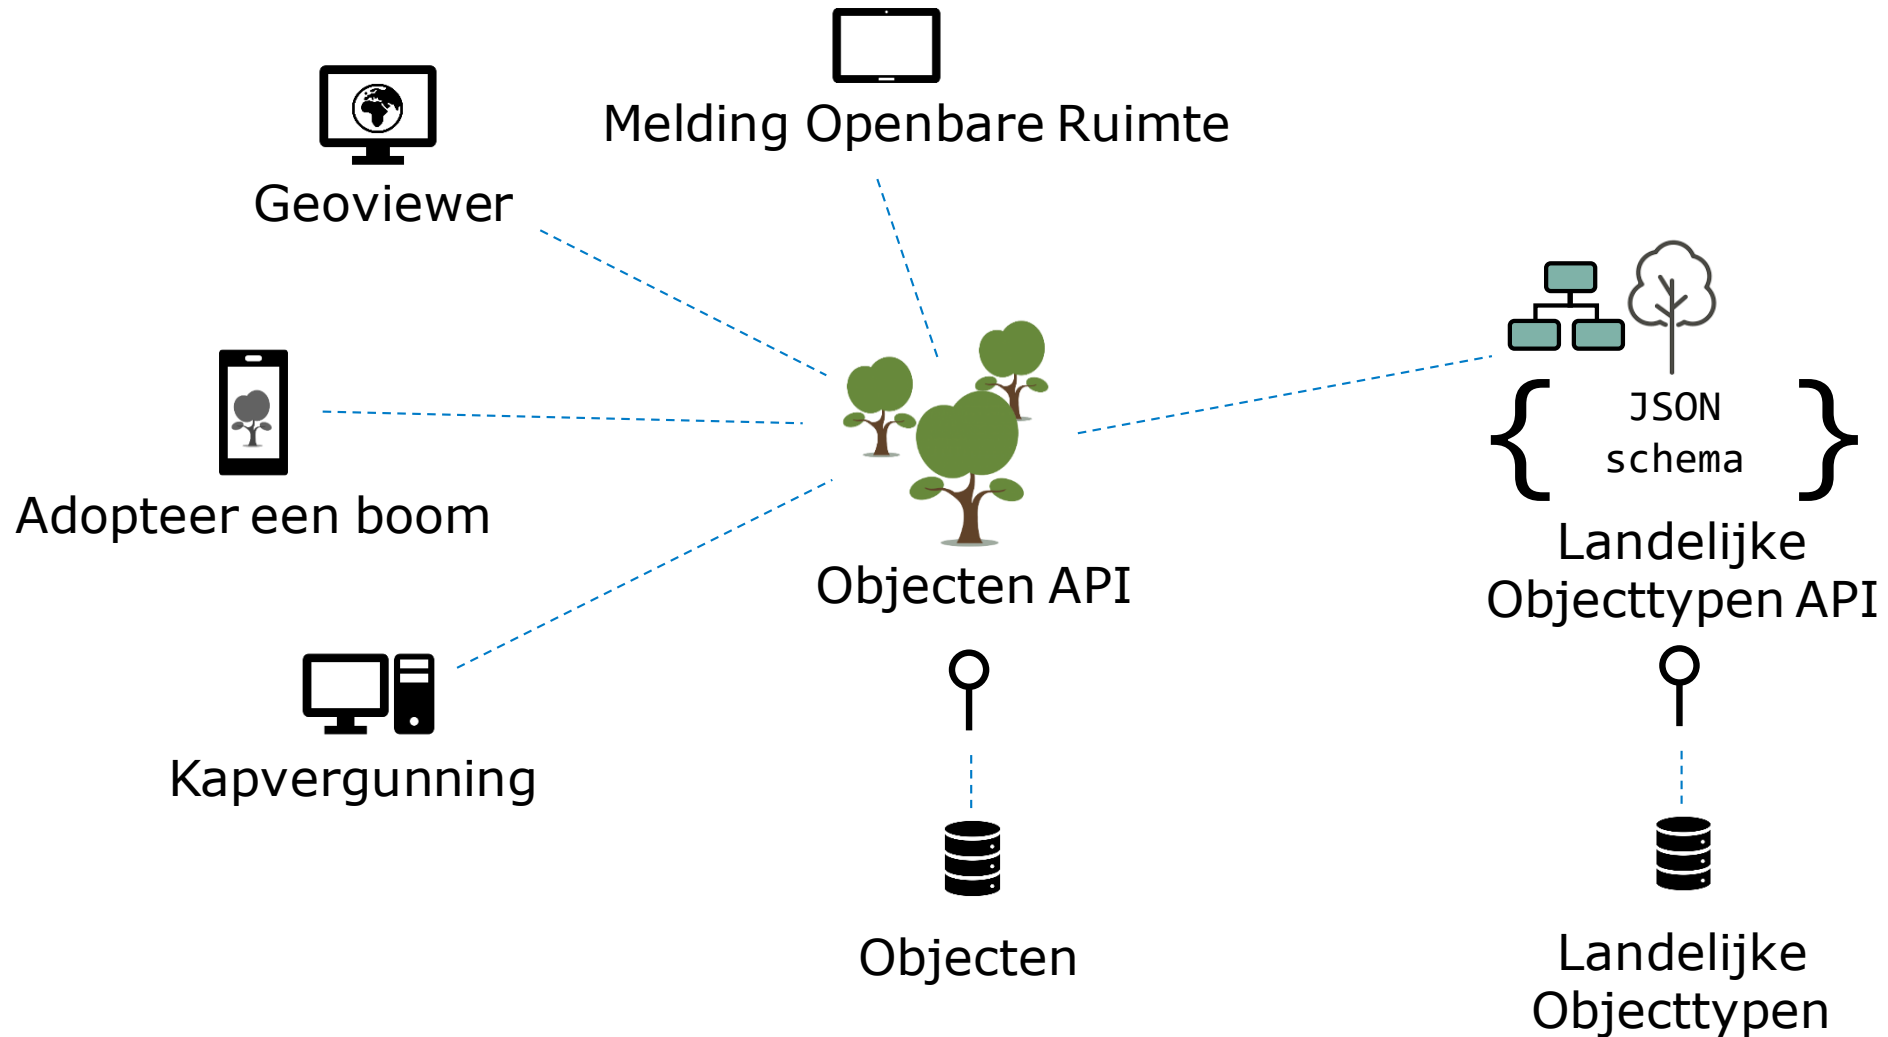 Melding Openbare Ruimte
Geoviewer
Adopteer een boom
Kapvergunning
Objecten API
Objecten
{ JSON
schema }
Landelijke
Objecttypen API
Landelijke
Objecttypen